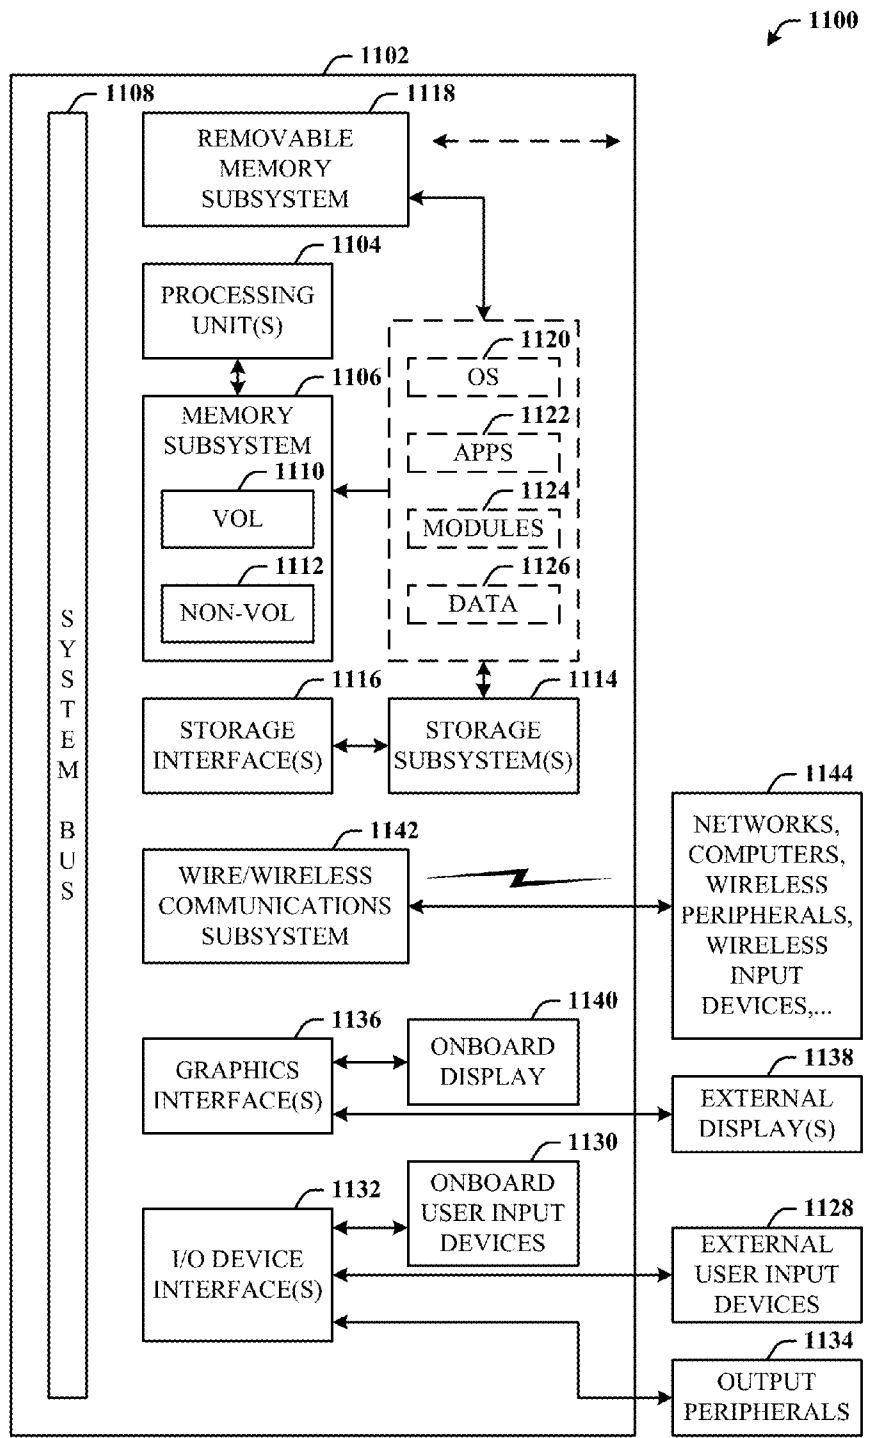 1100
1102
1108
1118
REMOVABLE
MEMORY
SUBSYSTEM
1104
PROCESSING
UNIT(S)
1106
MEMORY
SUBSYSTEM
1110
VOL
1112
NON-VOL
1120
OS
1122
APPS
1124
MODULES
1126
DATA
1116
STORAGE
INTERFACE(S)
1114
STORAGE
SUBSYSTEM(S)
SYSTEM BUS
1142
WIRE/WIRELESS
COMMUNICATIONS
SUBSYSTEM
1144
NETWORKS,
COMPUTERS,
WIRELESS
PERIPHERALS,
WIRELESS
INPUT
DEVICES,...
1136
GRAPHICS
INTERFACE(S)
1140
ONBOARD
DISPLAY
1138
EXTERNAL
DISPLAY(S)
1132
I/O DEVICE
INTERFACE(S)
1130
ONBOARD
USER INPUT
DEVICES
1128
EXTERNAL
USER INPUT
DEVICES
1134
OUTPUT
PERIPHERALS